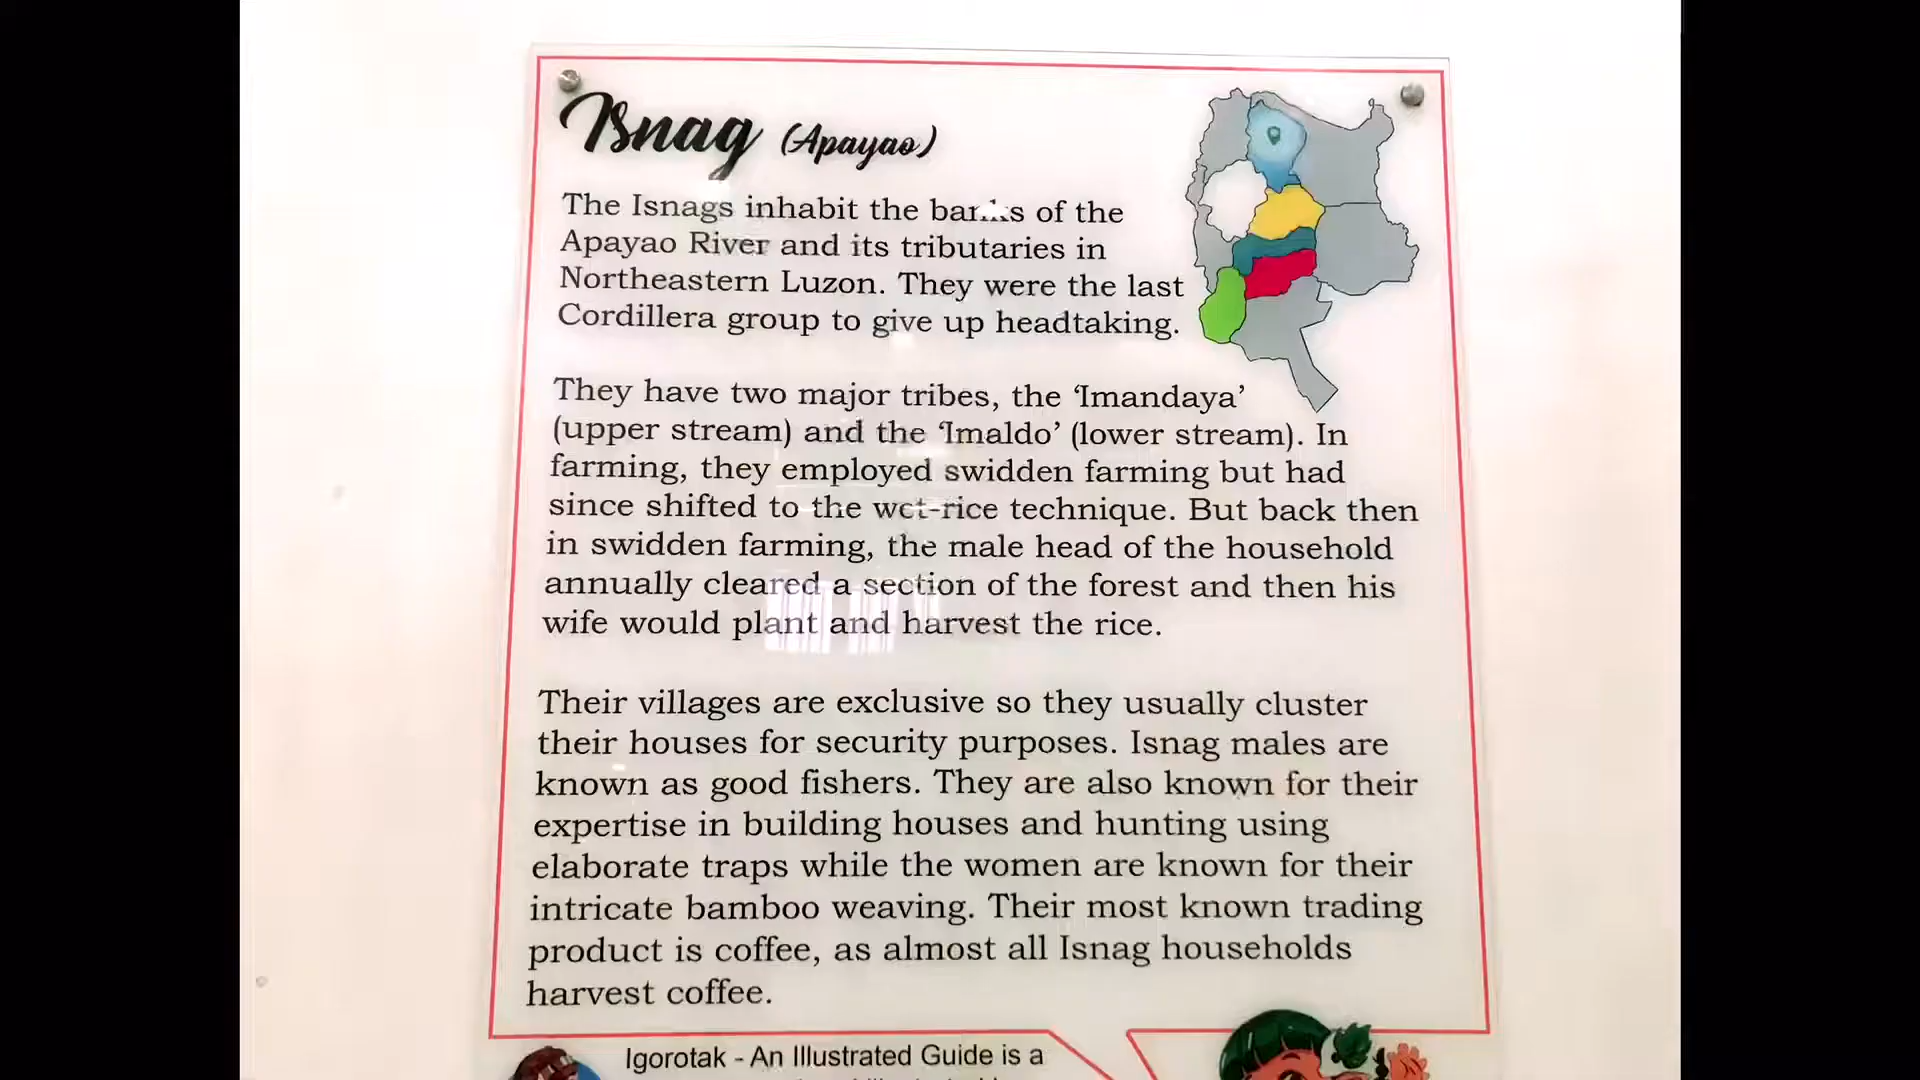 Isnag (Apayao)
The Isnags inhabit the banks of the
Apayao River and its tributaries in
Northeastern Luzon. They were the last
Cordillera group to give up headtaking.
They have two major tribes, the ‘Imandaya’
(upper stream) and the ‘Imaldo’ (lower stream). In
farming, they employed swidden farming but had
since shifted to the wet-rice technique. But back then
in swidden farming, the male head of the household
annually cleared a section of the forest and then his
wife would plant and harvest the rice.
Their villages are exclusive so they usually cluster
their houses for security purposes. Isnag males are
known as good fishers. They are also known for their
expertise in building houses and hunting using
elaborate traps while the women are known for their
intricate bamboo weaving. Their most known trading
product is coffee, as almost all Isnag households
harvest coffee.
Igorotak - An Illustrated Guide is a